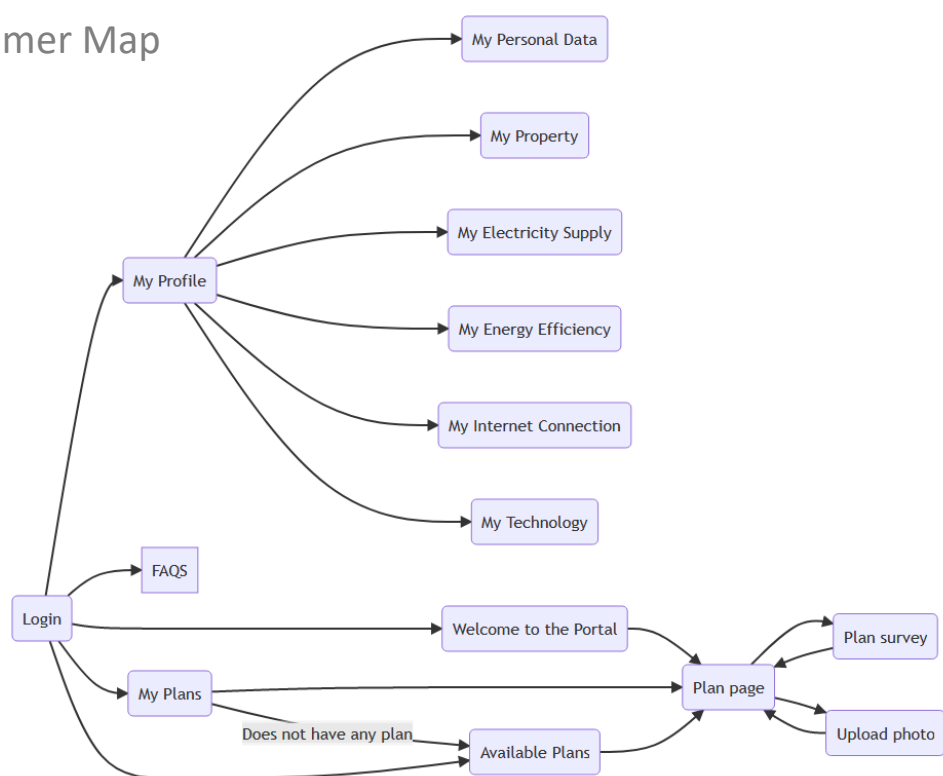 mer Map
My Personal Data
My Property
My Electricity Supply
My Profile
My Energy Efficiency
My Internet Connection
My Technology
FAQS
Login
Welcome to the Portal
Plan survey
My Plans
Plan page
Does not have any plan
Upload photo
Available Plans